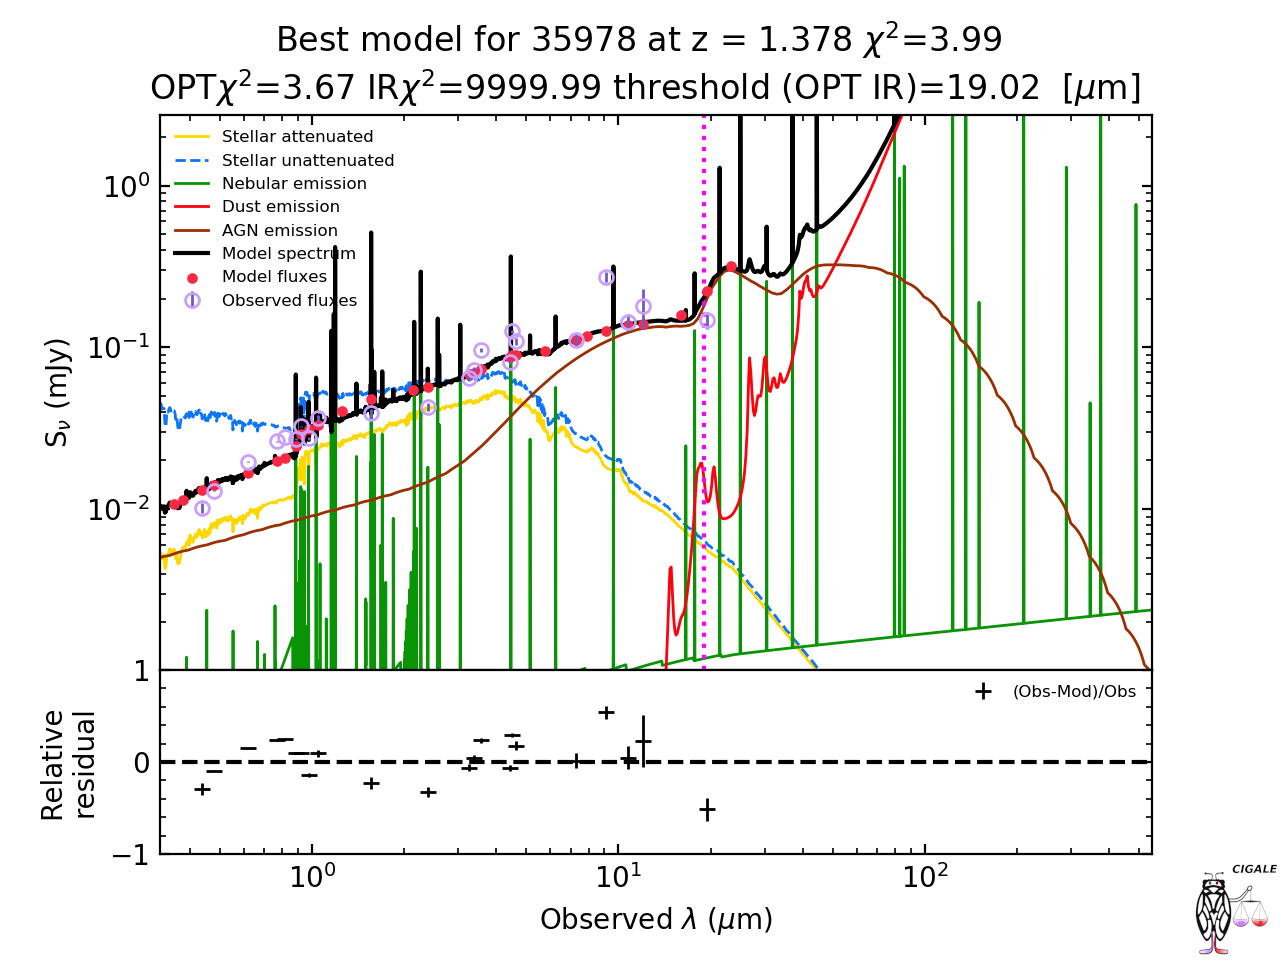 Best model for 35978 at z = 1.378 χ²=3.99
OPTχ²=3.67 IRχ²=9999.99 threshold (OPT IR)=19.02  [μm]
Stellar attenuated
Stellar unattenuated
Nebular emission
Dust emission
AGN emission
Model spectrum
Model fluxes
Observed fluxes
10⁰
10⁻¹
10⁻²
S_ν (mJy)
(Obs-Mod)/Obs
1
0
−1
Relative
residual
10⁰ 10¹ 10²
Observed λ (μm)
CIGALE